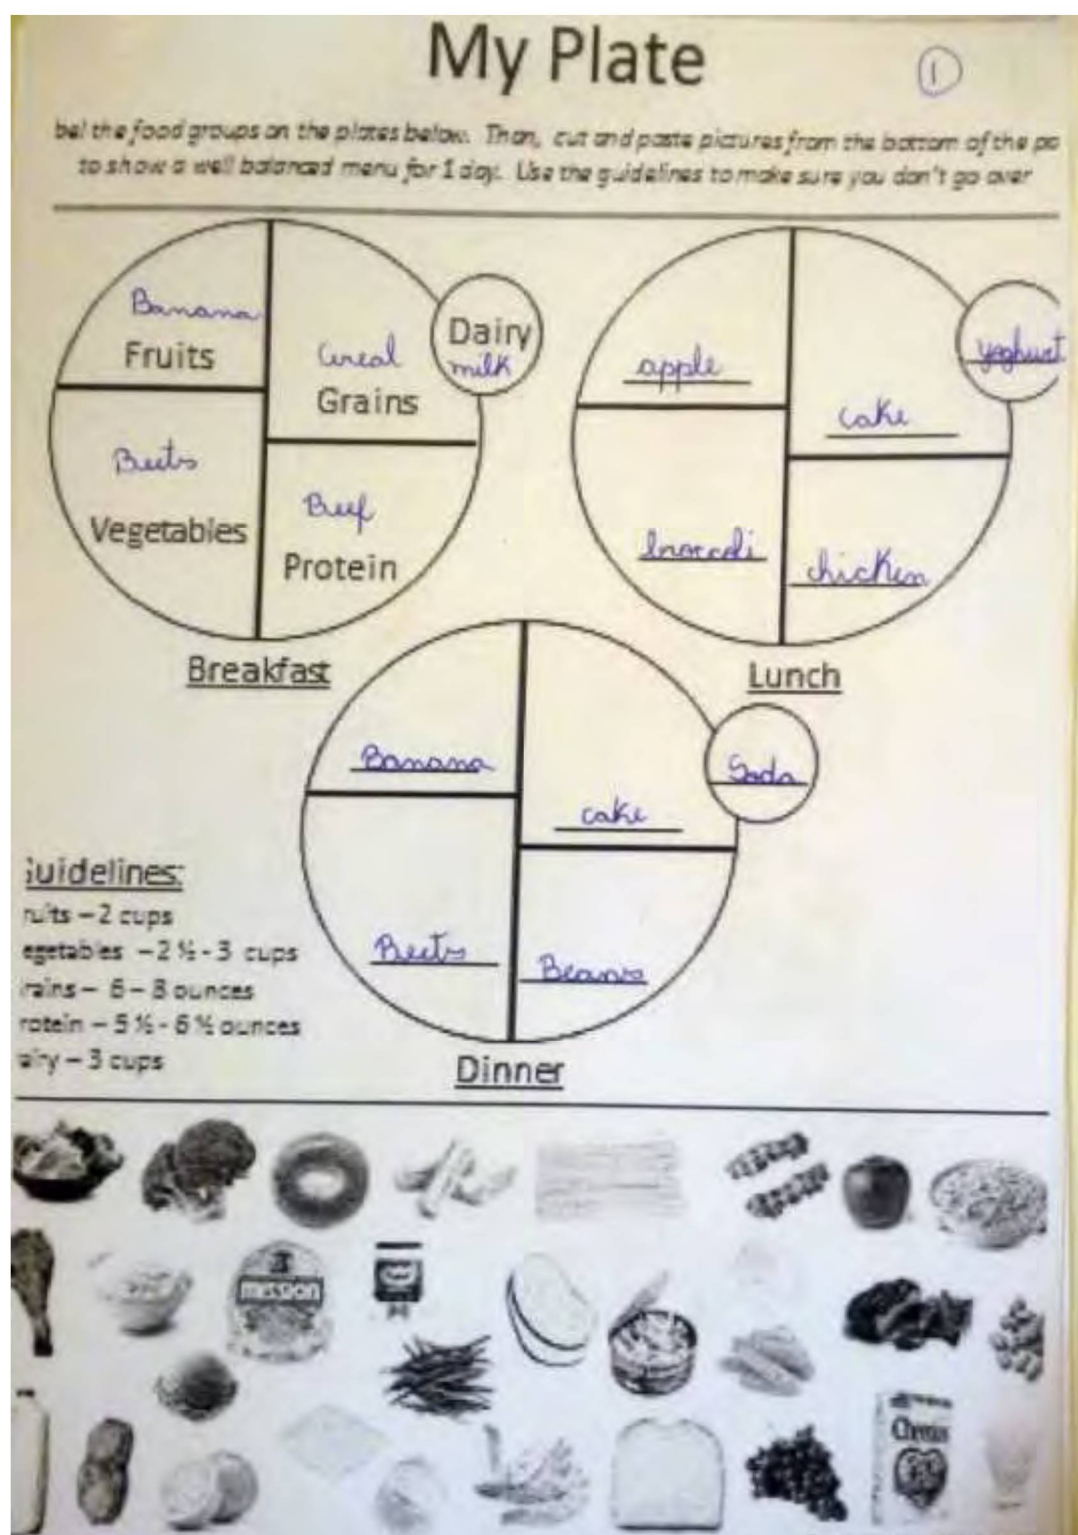 My Plate
1
bel the food groups on the plates below. Then, cut and paste pictures from the bottom of the pa
to show a well balanced menu for 1 day. Use the guidelines to make sure you don't go over
Banana
Fruits
Cereal
Grains
Dairy
milk
Beets
Vegetables
Beef
Protein
Breakfast
apple
cake
yoghurt
broccoli
chicken
Lunch
Banana
cake
Soda
Beets
Beans
Dinner
Guidelines:
ruits – 2 cups
egetables – 2 ½ - 3 cups
rains – 6 – 8 ounces
rotein – 5 ½ - 6 ½ ounces
airy – 3 cups
mission